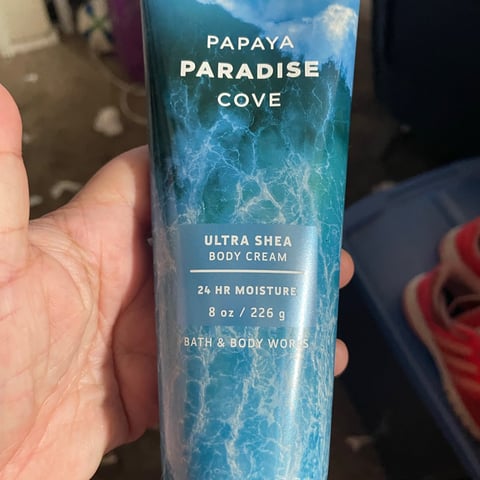 PAPAYA
PARADISE
COVE
ULTRA SHEA
BODY CREAM
24 HR MOISTURE
8 oz / 226 g
BATH & BODY WORKS